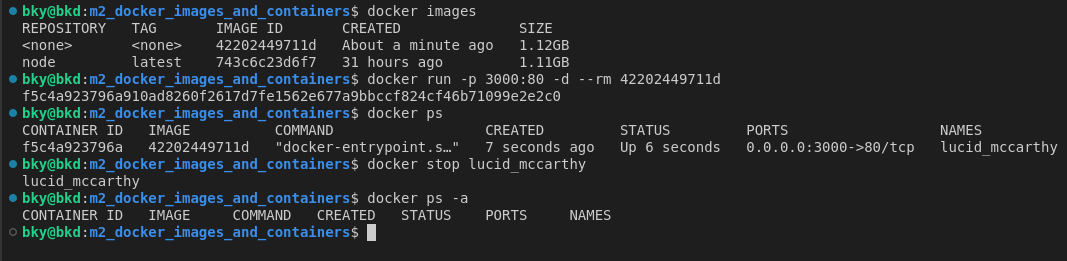 bky@bkd:m2_docker_images_and_containers$ docker images
REPOSITORY   TAG       IMAGE ID       CREATED              SIZE
<none>       <none>    42202449711d   About a minute ago   1.12GB
node         latest    743c6c23d6f7   31 hours ago         1.11GB
bky@bkd:m2_docker_images_and_containers$ docker run -p 3000:80 -d --rm 42202449711d
f5c4a923796a910ad8260f2617d7fe1562e677a9bbccf824cf46b71099e2e2c0
bky@bkd:m2_docker_images_and_containers$ docker ps
CONTAINER ID   IMAGE          COMMAND                  CREATED         STATUS         PORTS                  NAMES
f5c4a923796a   42202449711d   "docker-entrypoint.s…"   7 seconds ago   Up 6 seconds   0.0.0.0:3000->80/tcp   lucid_mccarthy
bky@bkd:m2_docker_images_and_containers$ docker stop lucid_mccarthy
lucid_mccarthy
bky@bkd:m2_docker_images_and_containers$ docker ps -a
CONTAINER ID   IMAGE     COMMAND   CREATED   STATUS    PORTS     NAMES
bky@bkd:m2_docker_images_and_containers$